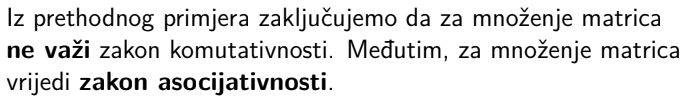 Iz prethodnog primjera zaključujemo da za množenje matrica
ne važi zakon komutativnosti. Međutim, za množenje matrica
vrijedi zakon asocijativnosti.